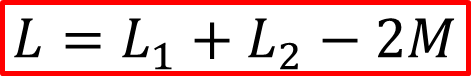 L = L₁ + L₂ − 2M